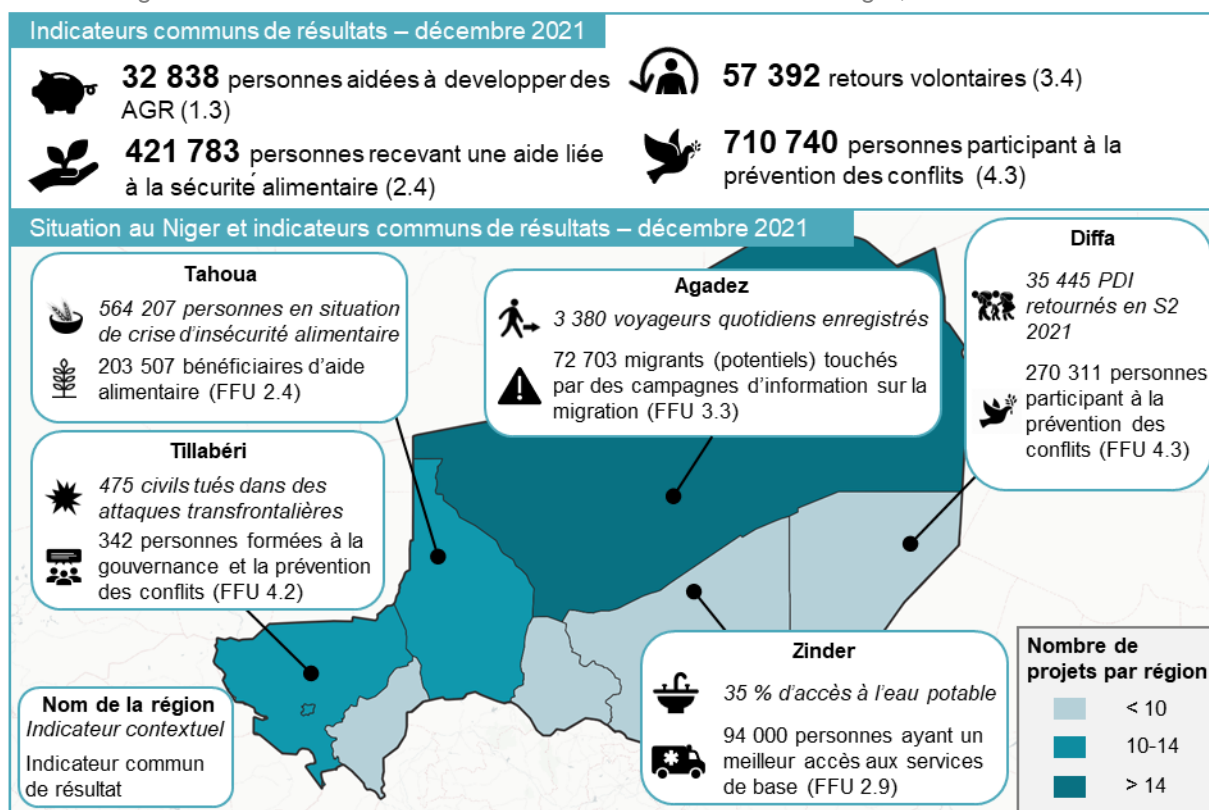 Indicateurs communs de résultats – décembre 2021
32 838 personnes aidées à developper des
AGR (1.3)
57 392 retours volontaires (3.4)
421 783 personnes recevant une aide liée
à la sécurité alimentaire (2.4)
710 740 personnes participant à la
prévention des conflits (4.3)
Situation au Niger et indicateurs communs de résultats – décembre 2021
Tahoua
564 207 personnes en situation
de crise d'insécurité alimentaire
203 507 bénéficiaires d'aide
alimentaire (FFU 2.4)
Agadez
3 380 voyageurs quotidiens enregistrés
72 703 migrants (potentiels) touchés
par des campagnes d'information sur la
migration (FFU 3.3)
Diffa
35 445 PDI
retournés en S2
2021
270 311 personnes
participant à la
prévention des
conflits (FFU 4.3)
Tillabéri
475 civils tués dans des
attaques transfrontalières
342 personnes formées à la
gouvernance et la prévention
des conflits (FFU 4.2)
Zinder
35 % d'accès à l'eau potable
94 000 personnes ayant un
meilleur accès aux services
de base (FFU 2.9)
Nom de la région
Indicateur contextuel
Indicateur commun
de résultat
Nombre de
projets par région
< 10
10-14
> 14